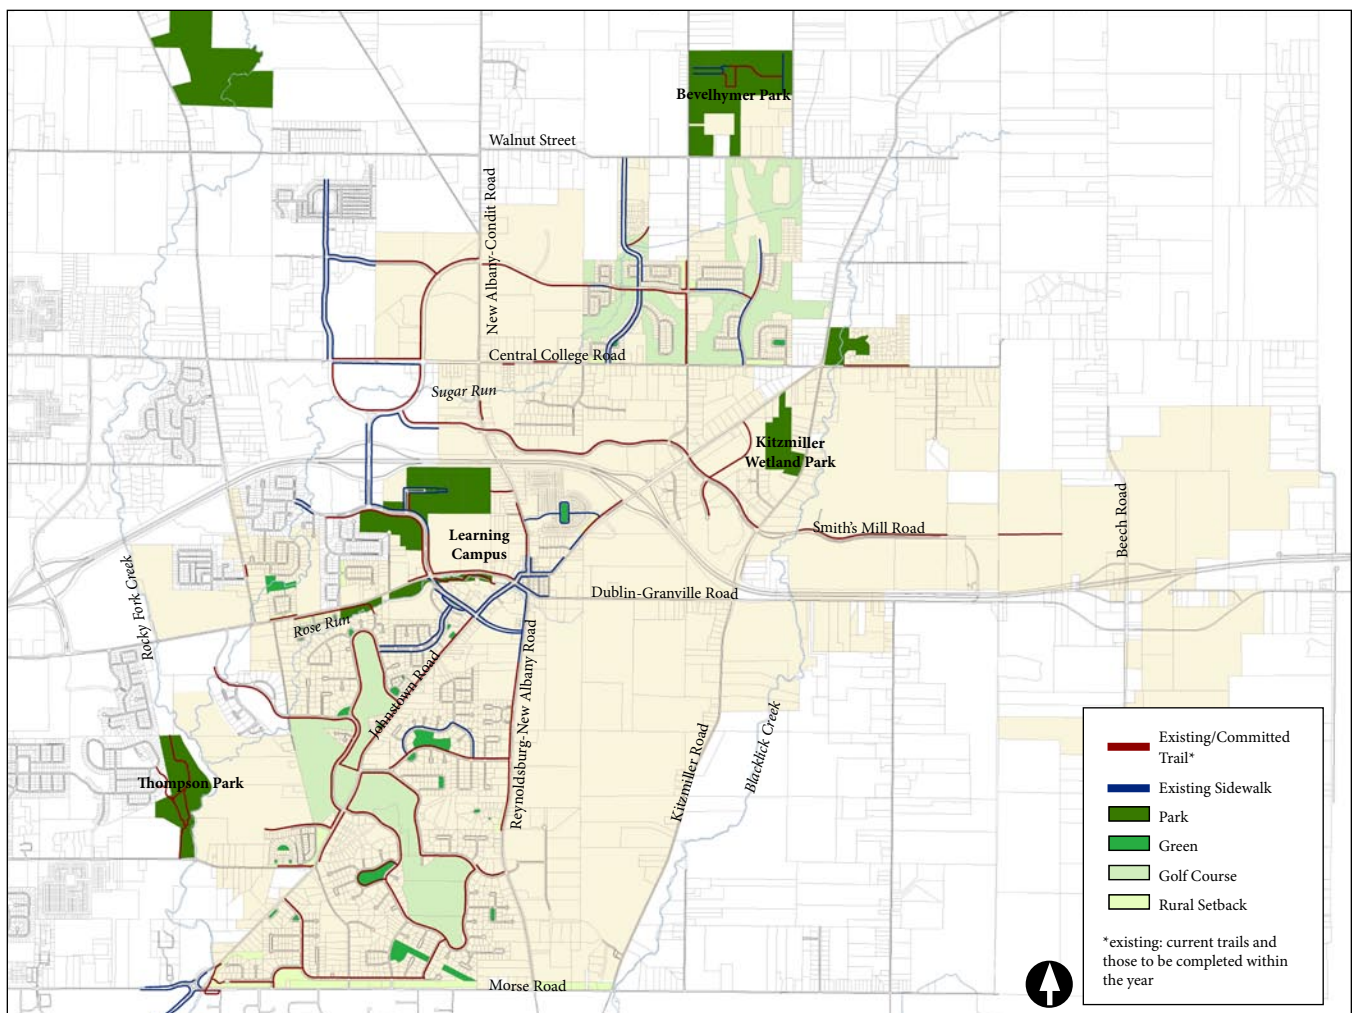 Bevelhymer Park
Walnut Street
New Albany-Condit Road
Central College Road
Sugar Run
Kitzmiller
Wetland Park
Learning
Campus
Smith's Mill Road
Beech Road
Rocky Fork Creek
Dublin-Granville Road
Rose Run
Johnstown Road
Reynoldsburg-New Albany Road
Kitzmiller Road
Blacklick Creek
Thompson Park
Morse Road
Existing/Committed
Trail*
Existing Sidewalk
Park
Green
Golf Course
Rural Setback
*existing: current trails and
those to be completed within
the year